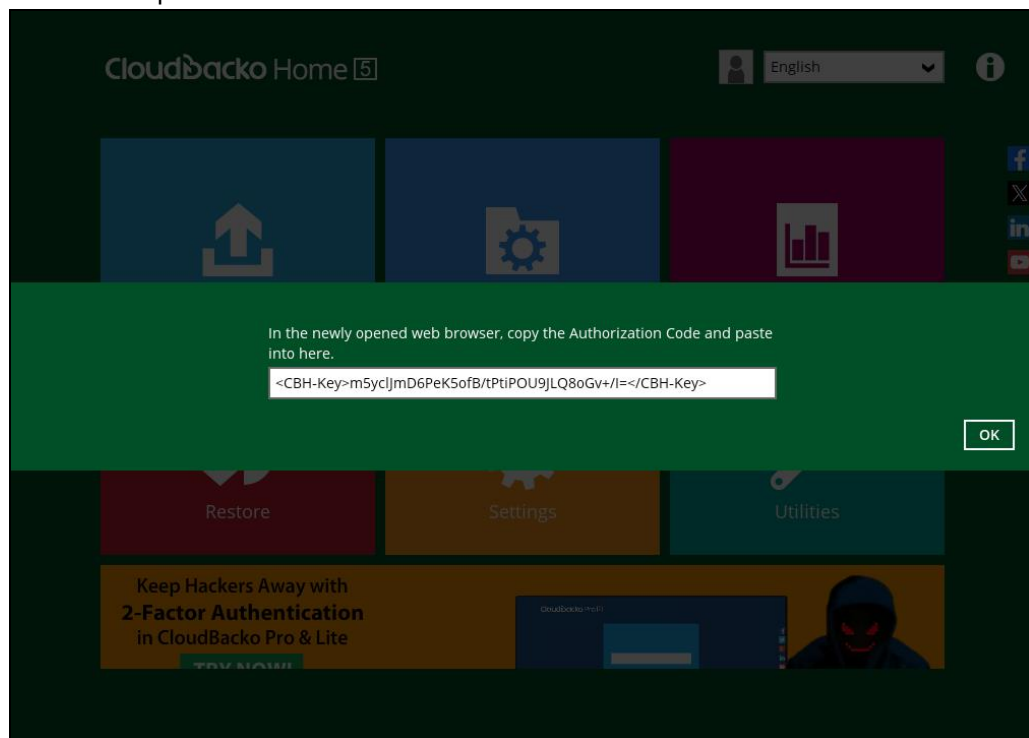 CloudBacko Home 5
English
In the newly opened web browser, copy the Authorization Code and paste
into here.
<CBH-Key>m5yclJmD6PeK5ofB/tPtiPOU9JLQ8oGv+/I=</CBH-Key>
OK
Restore
Settings
Utilities
Keep Hackers Away with
2-Factor Authentication
in CloudBacko Pro & Lite
TRY NOW!